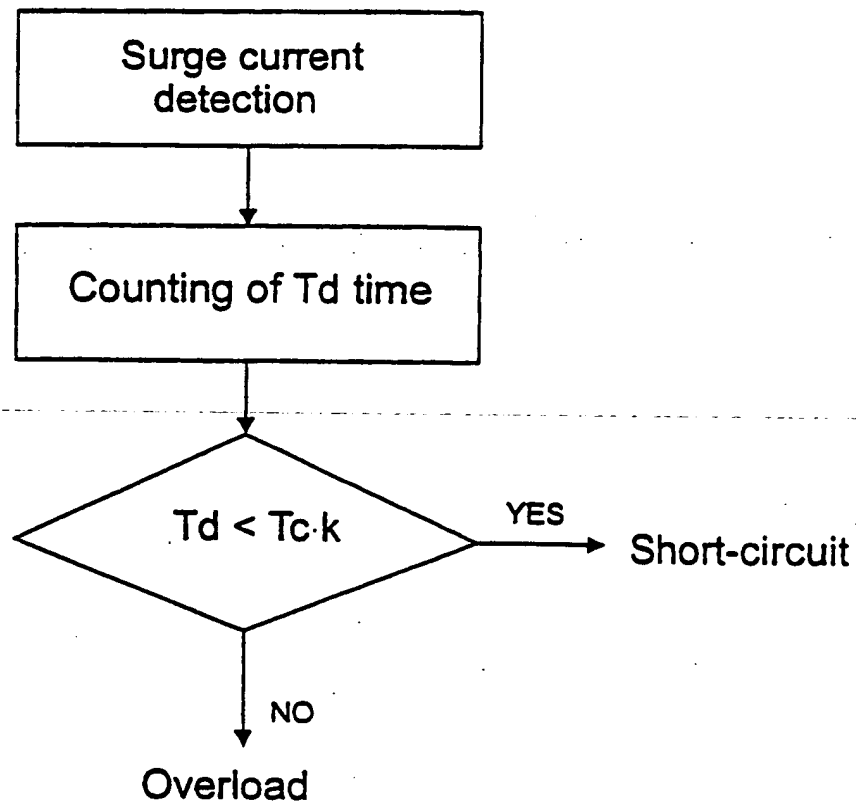 Surge current
detection
Counting of Td time
Td < Tc·k
YES
Short-circuit
NO
Overload